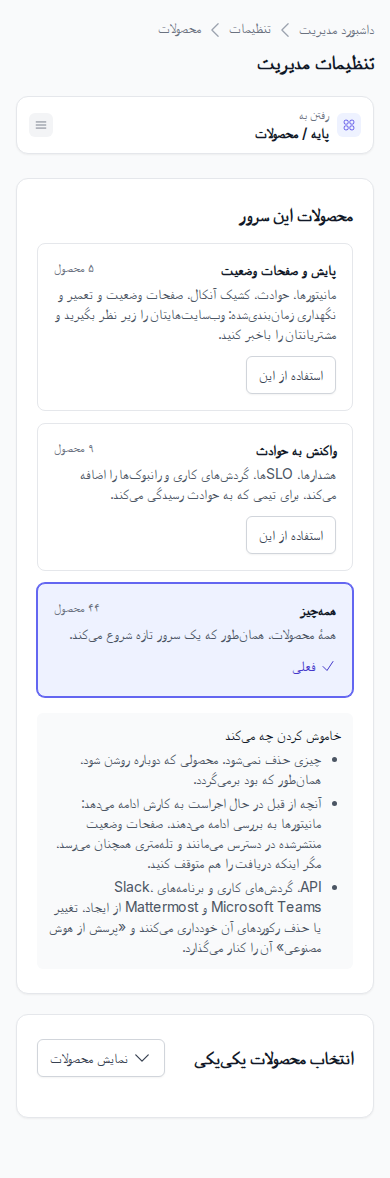 داشبورد مدیریت
تنظیمات
محصولات
تنظیمات مدیریت
رفتن به
پایه / محصولات
محصولات این سرور
پایش و صفحات وضعیت
۵ محصول
مانیتورها، حوادث، کشیک آنکال، صفحات وضعیت و تعمیر و
نگهداری زمان‌بندی‌شده: وب‌سایت‌هایتان را زیر نظر بگیرید و
مشتریانتان را باخبر کنید.
استفاده از این
واکنش به حوادث
۹ محصول
هشدارها، SLOها، گردش‌های کاری و رانبوک‌ها را اضافه
می‌کند. برای تیمی که به حوادث رسیدگی می‌کند.
استفاده از این
همه‌چیز
۴۴ محصول
همهٔ محصولات، همان‌طور که یک سرور تازه شروع می‌کند.
فعلی
خاموش کردن چه می‌کند
چیزی حذف نمی‌شود. محصولی که دوباره روشن شود،
همان‌طور که بود برمی‌گردد.
آنچه از قبل در حال اجراست به کارش ادامه می‌دهد:
مانیتورها به بررسی ادامه می‌دهند، صفحات وضعیت
منتشرشده در دسترس می‌مانند و تله‌متری همچنان می‌رسد،
مگر اینکه دریافت را هم متوقف کنید.
API، گردش‌های کاری و برنامه‌های Slack،
Microsoft Teams و Mattermost از ایجاد، تغییر
یا حذف رکوردهای آن خودداری می‌کنند و «پرسش از هوش
مصنوعی» آن را کنار می‌گذارد.
انتخاب محصولات یکی‌یکی
نمایش محصولات